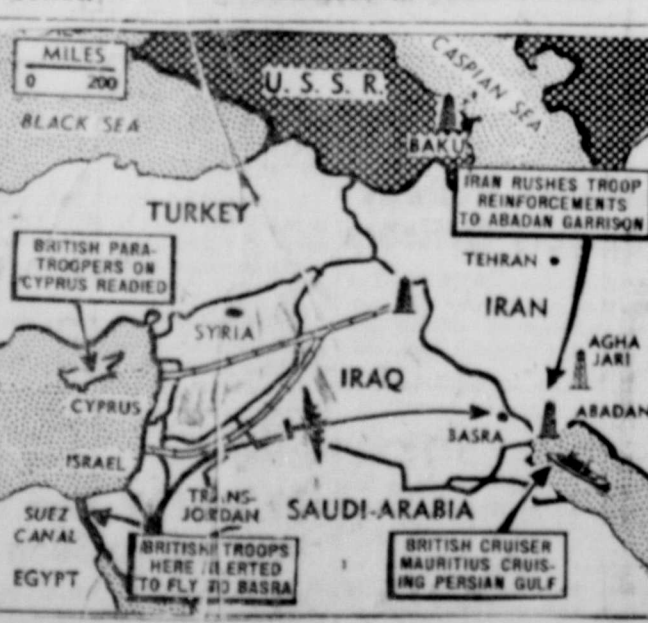 MILES
0 200
BLACK SEA
U. S. S. R.
CASPIAN SEA
BAKU
IRAN RUSHES TROOP
REINFORCEMENTS
TO ABADAN GARRISON
TURKEY
BRITISH PARA-
TROOPERS ON
CYPRUS READIED
TEHRAN
IRAN
SYRIA
AGHA
JARI
IRAQ
CYPRUS
ABADAN
BASRA
ISRAEL
TRANS-
JORDAN
SAUDI-ARABIA
SUEZ
CANAL
EGYPT
BRITISH TROOPS
HERE ALERTED
TO FLY TO BASRA
BRITISH CRUISER
MAURITIUS CRUIS-
ING PERSIAN GULF